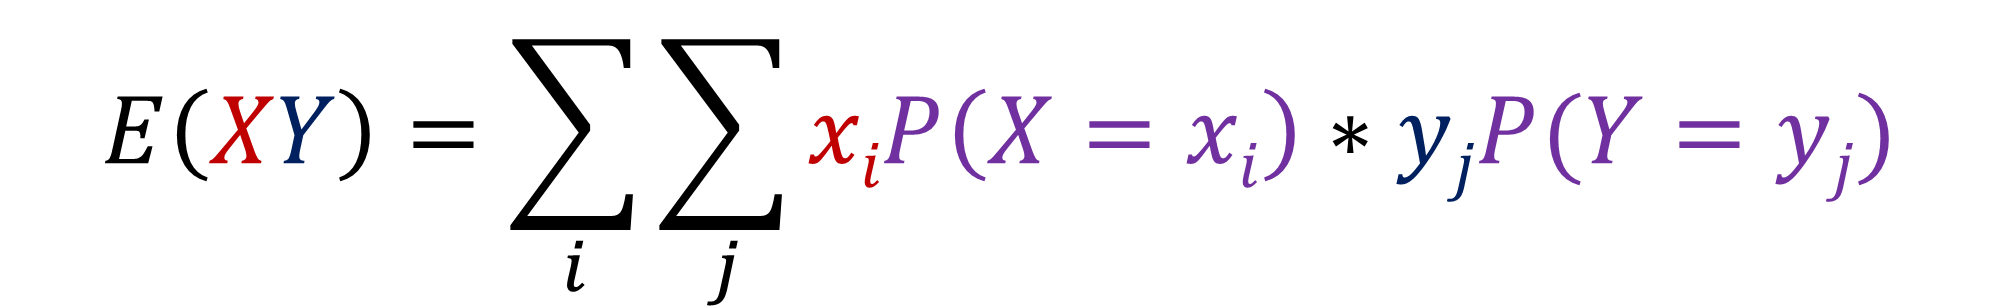 E(XY) = ∑_i ∑_j x_i P(X = x_i) * y_j P(Y = y_j)